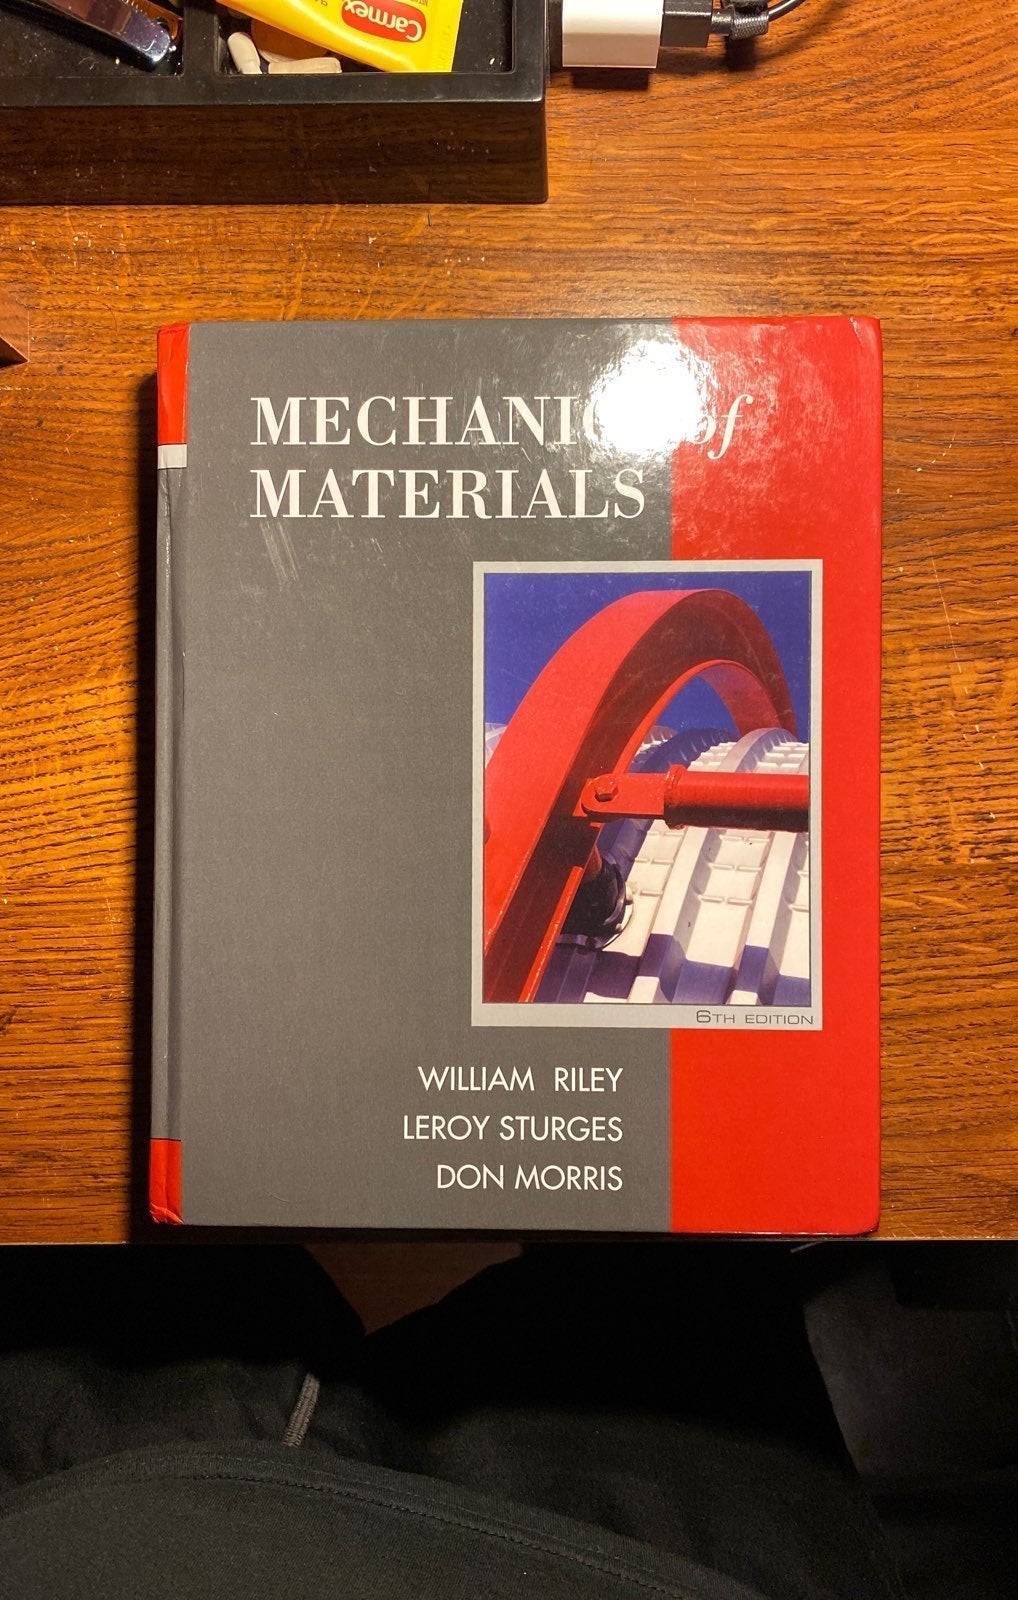 Carmex
MECHANICS of
MATERIALS
6TH EDITION
WILLIAM RILEY
LEROY STURGES
DON MORRIS